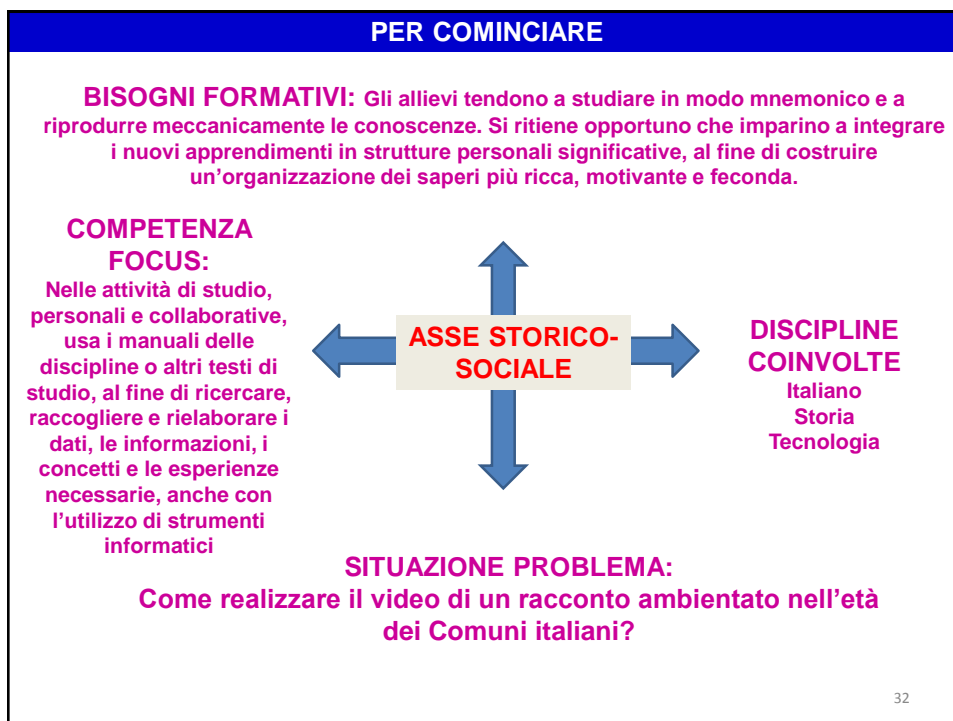 PER COMINCIARE
BISOGNI FORMATIVI: Gli allievi tendono a studiare in modo mnemonico e a
riprodurre meccanicamente le conoscenze. Si ritiene opportuno che imparino a integrare
i nuovi apprendimenti in strutture personali significative, al fine di costruire
un'organizzazione dei saperi più ricca, motivante e feconda.
COMPETENZA
FOCUS:
Nelle attività di studio,
personali e collaborative,
usa i manuali delle
discipline o altri testi di
studio, al fine di ricercare,
raccogliere e rielaborare i
dati, le informazioni, i
concetti e le esperienze
necessarie, anche con
l'utilizzo di strumenti
informatici
ASSE STORICO-
SOCIALE
DISCIPLINE
COINVOLTE
Italiano
Storia
Tecnologia
SITUAZIONE PROBLEMA:
Come realizzare il video di un racconto ambientato nell'età
dei Comuni italiani?
32